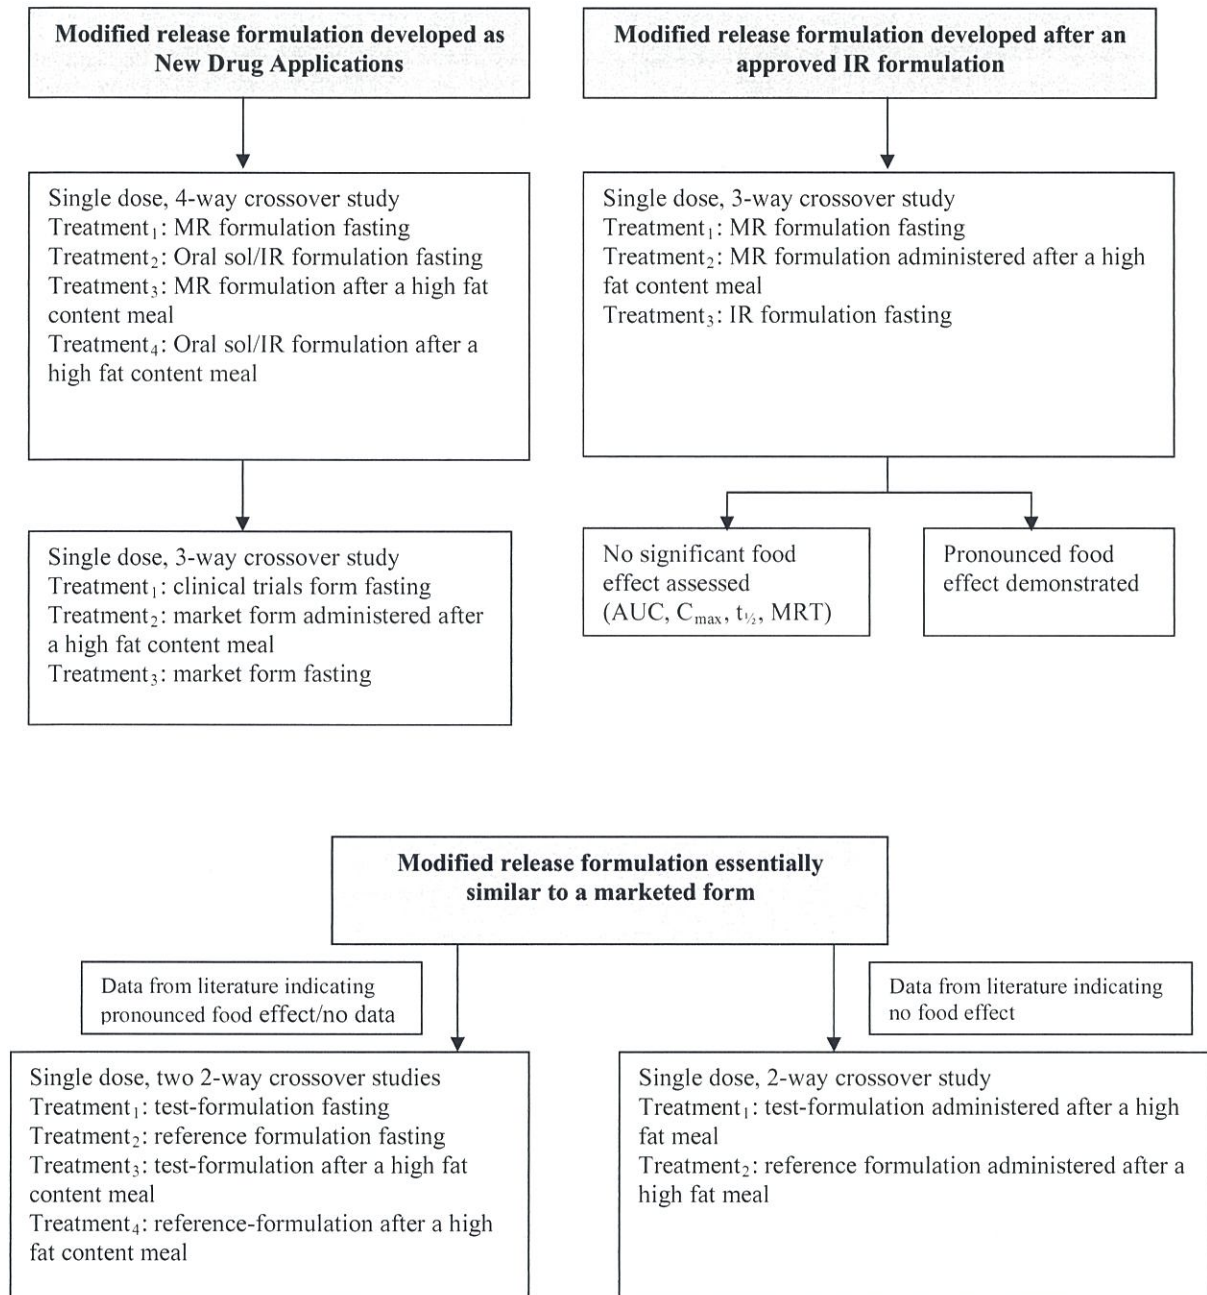 Modified release formulation developed as
New Drug Applications
Modified release formulation developed after an
approved IR formulation
Single dose, 4-way crossover study
Treatment₁: MR formulation fasting
Treatment₂: Oral sol/IR formulation fasting
Treatment₃: MR formulation after a high fat
content meal
Treatment₄: Oral sol/IR formulation after a
high fat content meal
Single dose, 3-way crossover study
Treatment₁: MR formulation fasting
Treatment₂: MR formulation administered after a high
fat content meal
Treatment₃: IR formulation fasting
Single dose, 3-way crossover study
Treatment₁: clinical trials form fasting
Treatment₂: market form administered after
a high fat content meal
Treatment₃: market form fasting
No significant food
effect assessed
(AUC, Cmax, t½, MRT)
Pronounced food
effect demonstrated
Modified release formulation essentially
similar to a marketed form
Data from literature indicating
pronounced food effect/no data
Data from literature indicating
no food effect
Single dose, two 2-way crossover studies
Treatment₁: test-formulation fasting
Treatment₂: reference formulation fasting
Treatment₃: test-formulation after a high fat
content meal
Treatment₄: reference-formulation after a high
fat content meal
Single dose, 2-way crossover study
Treatment₁: test-formulation administered after a high
fat meal
Treatment₂: reference formulation administered after a
high fat meal